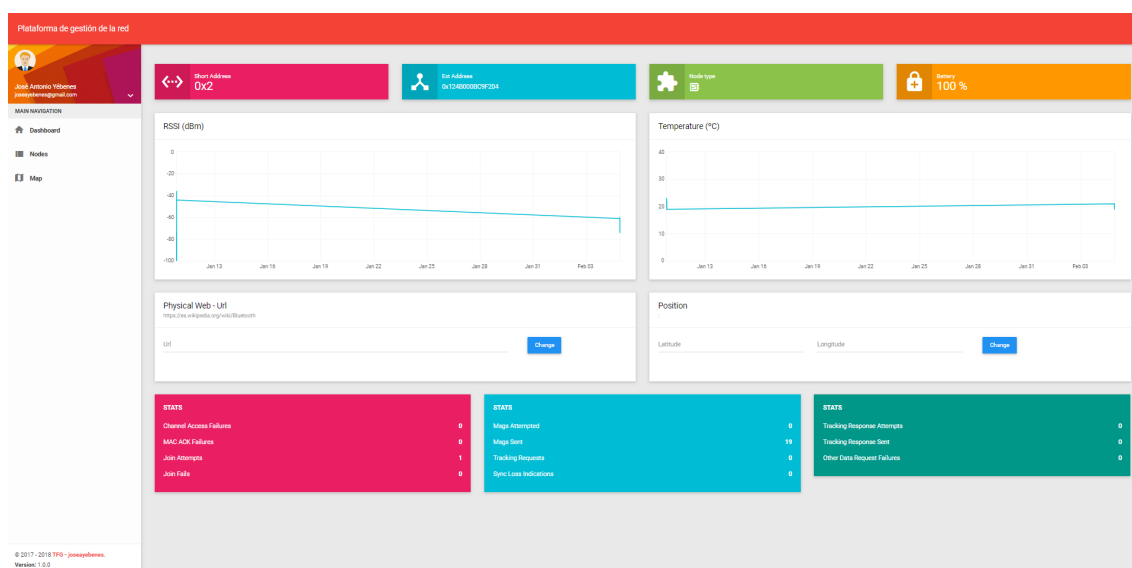 Plataforma de gestión de la red
José Antonio Yébenes
joseayebenes@gmail.com
MAIN NAVIGATION
Dashboard
Nodes
Map
Short Address
0x2
Ext Address
0x124B000BC9F204
Node type
Battery
100 %
RSSI (dBm)
0
-20
-40
-60
-80
-100
Jan 13 Jan 16 Jan 19 Jan 22 Jan 25 Jan 28 Jan 31 Feb 03
Temperature (ºC)
40
30
20
10
0
Jan 13 Jan 16 Jan 19 Jan 22 Jan 25 Jan 28 Jan 31 Feb 03
Physical Web - Url
https://es.wikipedia.org/wiki/Bluetooth
Url
Change
Position
Latitude
Longitude
Change
STATS
Channel Access Failures 0
MAC ACK Failures 0
Join Attempts 1
Join Fails 0
STATS
Msgs Attempted 0
Msgs Sent 19
Tracking Requests 0
Sync Loss Indications 0
STATS
Tracking Response Attempts 0
Tracking Response Sent 0
Other Data Request Failures 0
© 2017 - 2018 TFG - joseayebenes.
Version: 1.0.0